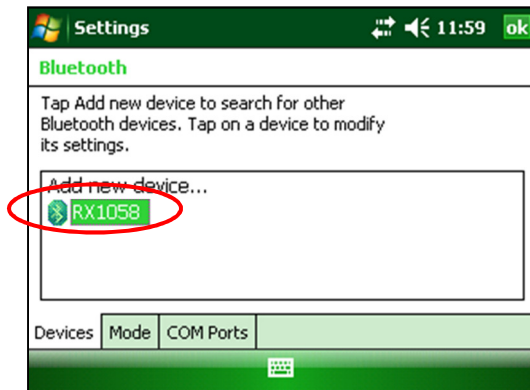 Settings 11:59 ok
Bluetooth
Tap Add new device to search for other
Bluetooth devices. Tap on a device to modify
its settings.
Add new device...
RX1058
Devices Mode COM Ports